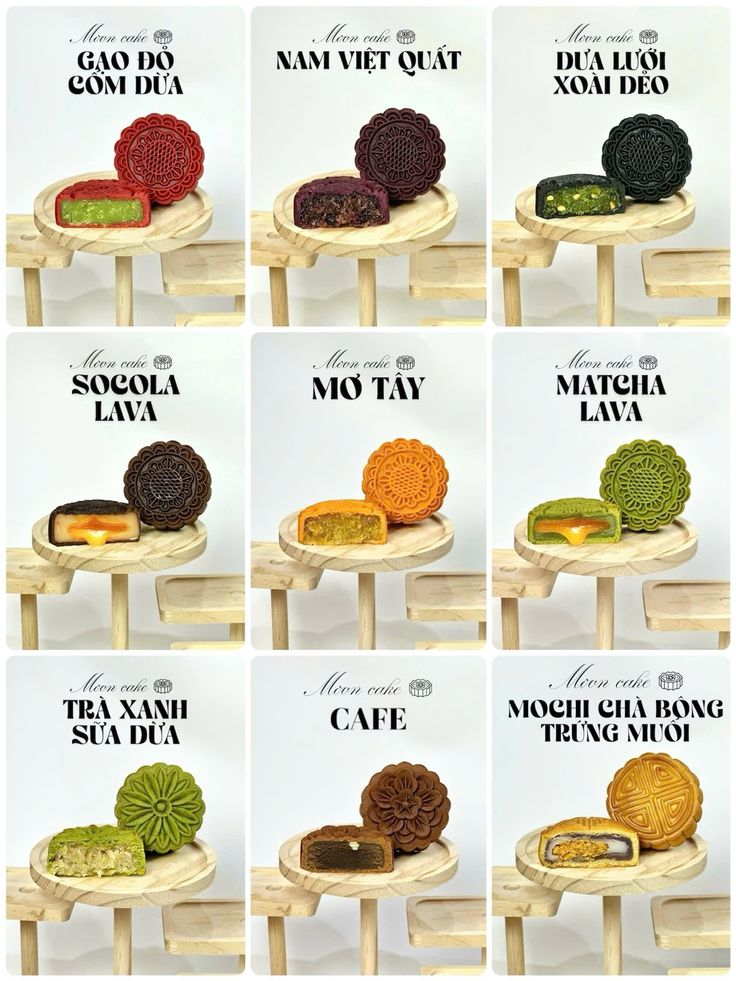 Moon cake
GẠO ĐỎ
CỐM DỪA
Moon cake
NAM VIỆT QUẤT
Moon cake
DƯA LƯỚI
XOÀI DẺO
Moon cake
SOCOLA
LAVA
Moon cake
MƠ TÂY
Moon cake
MATCHA
LAVA
Moon cake
TRÀ XANH
SỮA DỪA
Moon cake
CAFE
Moon cake
MOCHI CHÀ BÔNG
TRỨNG MUỐI